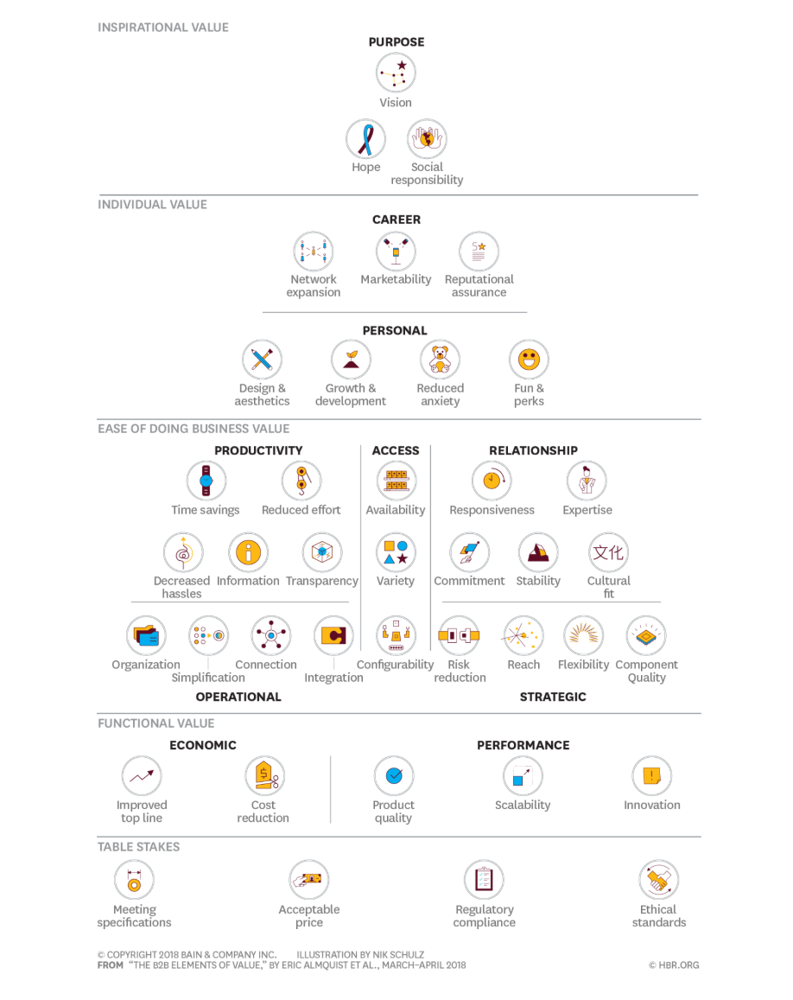 INSPIRATIONAL VALUE
PURPOSE
Vision
Hope
Social
responsibility
INDIVIDUAL VALUE
CAREER
5
Network
expansion
Marketability
Reputational
assurance
PERSONAL
Design &
aesthetics
Growth &
development
Reduced
anxiety
Fun &
perks
EASE OF DOING BUSINESS VALUE
PRODUCTIVITY
ACCESS
RELATIONSHIP
Time savings
Reduced effort
Availability
Responsiveness
Expertise
文化
Decreased
hassles
Information
Transparency
Variety
Commitment
Stability
Cultural
fit
Organization
Simplification
Connection
Integration
Configurability
Risk
reduction
Reach
Flexibility
Component
Quality
OPERATIONAL
STRATEGIC
FUNCTIONAL VALUE
ECONOMIC
PERFORMANCE
$
!
Improved
top line
Cost
reduction
Product
quality
Scalability
Innovation
TABLE STAKES
Meeting
specifications
Acceptable
price
Regulatory
compliance
Ethical
standards
© COPYRIGHT 2018 BAIN & COMPANY INC. ILLUSTRATION BY NIK SCHULZ
FROM "THE B2B ELEMENTS OF VALUE," BY ERIC ALMQUIST ET AL., MARCH–APRIL 2018
© HBR.ORG